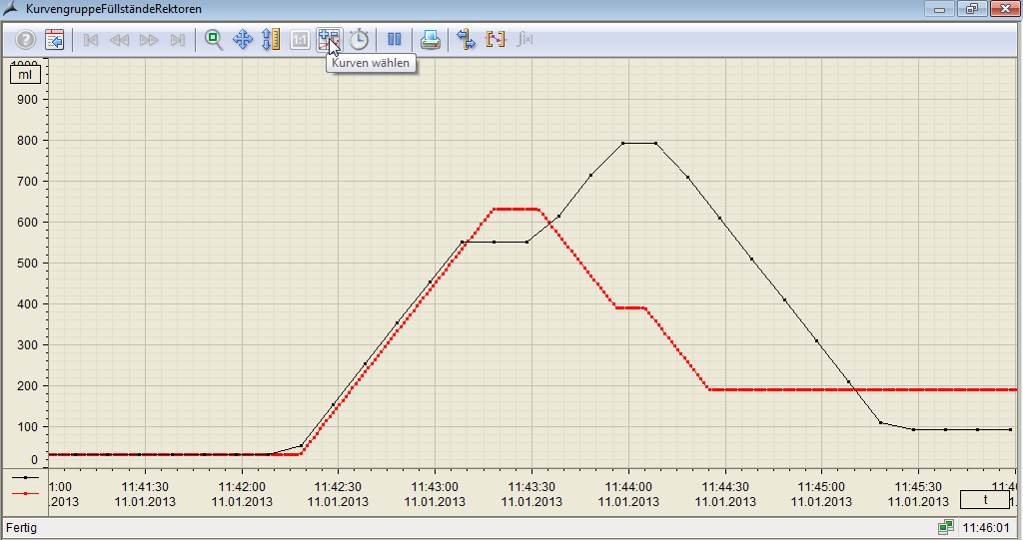 KurvengruppeFüllständeRektoren
1:1
Kurven wählen
ml
1000
900
800
700
600
500
400
300
200
100
0
1:00 11:41:30 11:42:00 11:42:30 11:43:00 11:43:30 11:44:00 11:44:30 11:45:00 11:45:30 11:4
.2013 11.01.2013 11.01.2013 11.01.2013 11.01.2013 11.01.2013 11.01.2013 11.01.2013 11.01.2013 11.01.2013 t
Fertig 11:46:01